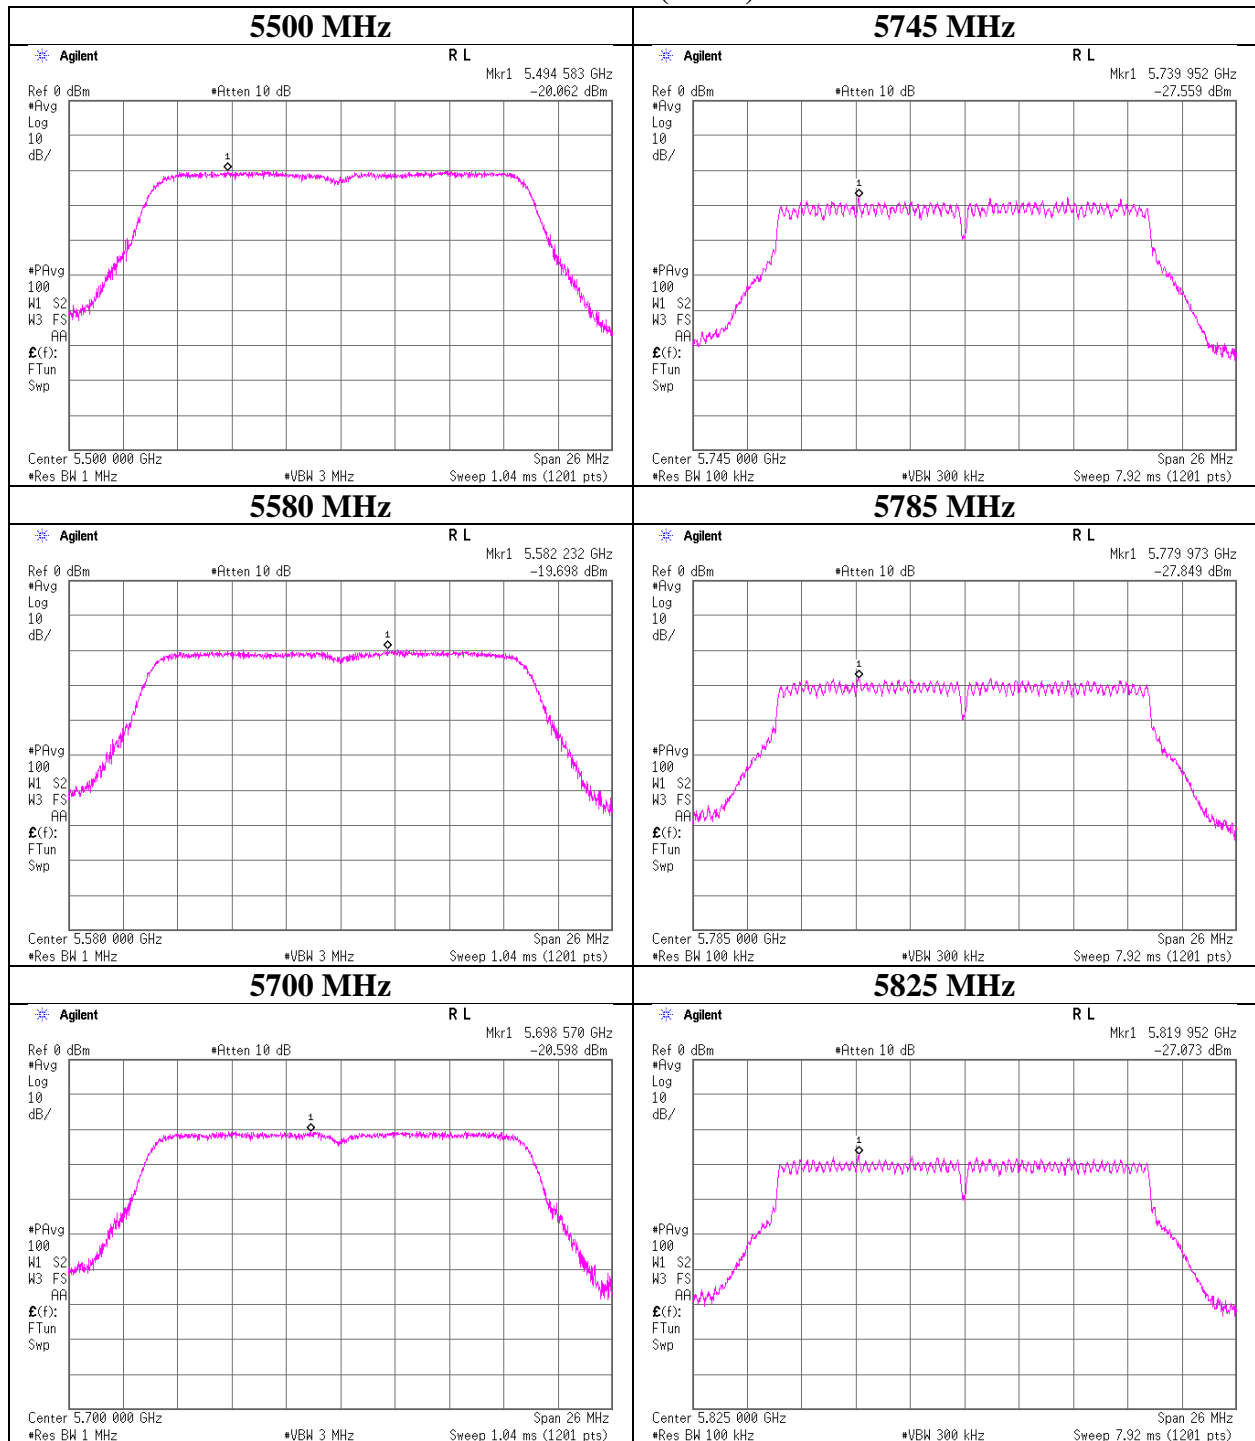 5500 MHz
Agilent R L
Mkr1 5.494 583 GHz
Ref 0 dBm #Atten 10 dB -20.062 dBm
#Avg
Log
10
dB/
1
#PAvg
100
W1 S2
W3 FS
AA
£(f):
FTun
Swp
Center 5.500 000 GHz Span 26 MHz
#Res BW 1 MHz #VBW 3 MHz Sweep 1.04 ms (1201 pts)
5745 MHz
Agilent R L
Mkr1 5.739 952 GHz
Ref 0 dBm #Atten 10 dB -27.559 dBm
#Avg
Log
10
dB/
1
#PAvg
100
W1 S2
W3 FS
AA
£(f):
FTun
Swp
Center 5.745 000 GHz Span 26 MHz
#Res BW 100 kHz #VBW 300 kHz Sweep 7.92 ms (1201 pts)
5580 MHz
Agilent R L
Mkr1 5.582 232 GHz
Ref 0 dBm #Atten 10 dB -19.698 dBm
#Avg
Log
10
dB/
1
#PAvg
100
W1 S2
W3 FS
AA
£(f):
FTun
Swp
Center 5.580 000 GHz Span 26 MHz
#Res BW 1 MHz #VBW 3 MHz Sweep 1.04 ms (1201 pts)
5785 MHz
Agilent R L
Mkr1 5.779 973 GHz
Ref 0 dBm #Atten 10 dB -27.849 dBm
#Avg
Log
10
dB/
1
#PAvg
100
W1 S2
W3 FS
AA
£(f):
FTun
Swp
Center 5.785 000 GHz Span 26 MHz
#Res BW 100 kHz #VBW 300 kHz Sweep 7.92 ms (1201 pts)
5700 MHz
Agilent R L
Mkr1 5.698 570 GHz
Ref 0 dBm #Atten 10 dB -20.598 dBm
#Avg
Log
10
dB/
1
#PAvg
100
W1 S2
W3 FS
AA
£(f):
FTun
Swp
Center 5.700 000 GHz Span 26 MHz
#Res BW 1 MHz #VBW 3 MHz Sweep 1.04 ms (1201 pts)
5825 MHz
Agilent R L
Mkr1 5.819 952 GHz
Ref 0 dBm #Atten 10 dB -27.073 dBm
#Avg
Log
10
dB/
1
#PAvg
100
W1 S2
W3 FS
AA
£(f):
FTun
Swp
Center 5.825 000 GHz Span 26 MHz
#Res BW 100 kHz #VBW 300 kHz Sweep 7.92 ms (1201 pts)